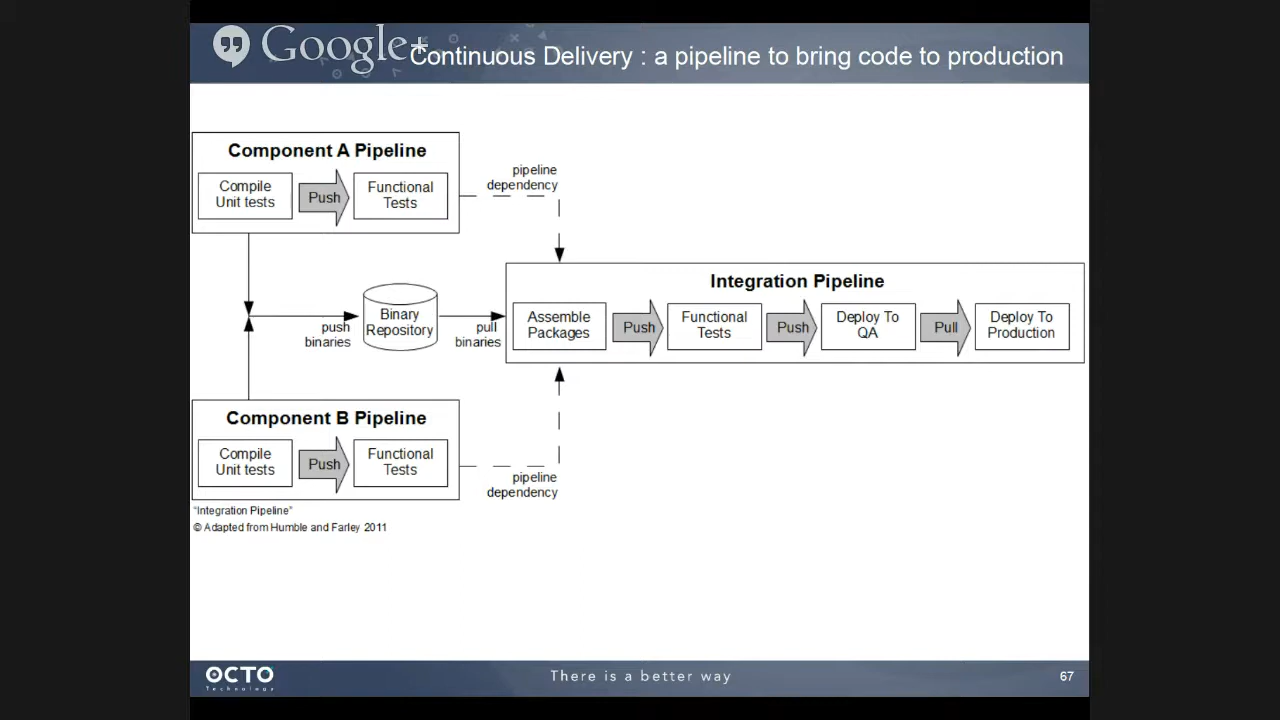 Google+
Continuous Delivery : a pipeline to bring code to production
Component A Pipeline
Compile
Unit tests
Push
Functional
Tests
pipeline
dependency
Binary
Repository
push
binaries
pull
binaries
Integration Pipeline
Assemble
Packages
Push
Functional
Tests
Push
Deploy To
QA
Pull
Deploy To
Production
Component B Pipeline
Compile
Unit tests
Push
Functional
Tests
pipeline
dependency
"Integration Pipeline"
© Adapted from Humble and Farley 2011
OCTO
Technology
There is a better way
67